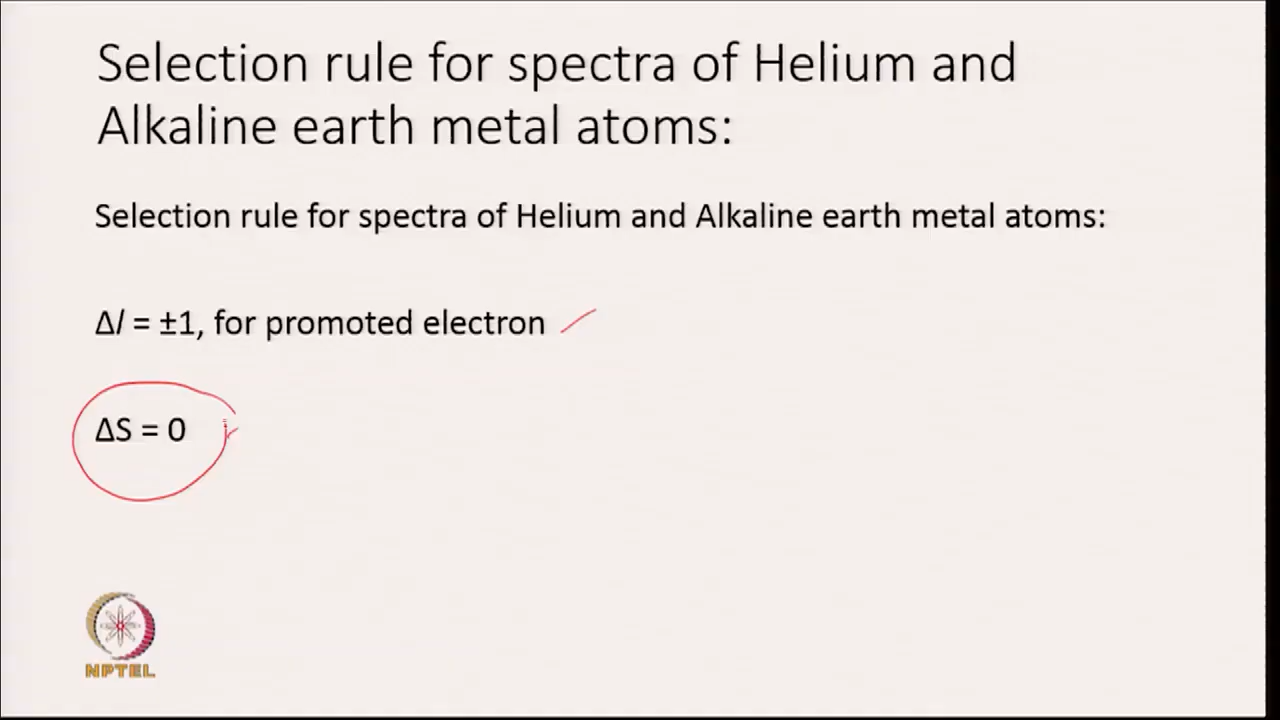 Selection rule for spectra of Helium and
Alkaline earth metal atoms:
Selection rule for spectra of Helium and Alkaline earth metal atoms:
Δl = ±1, for promoted electron
ΔS = 0
NPTEL